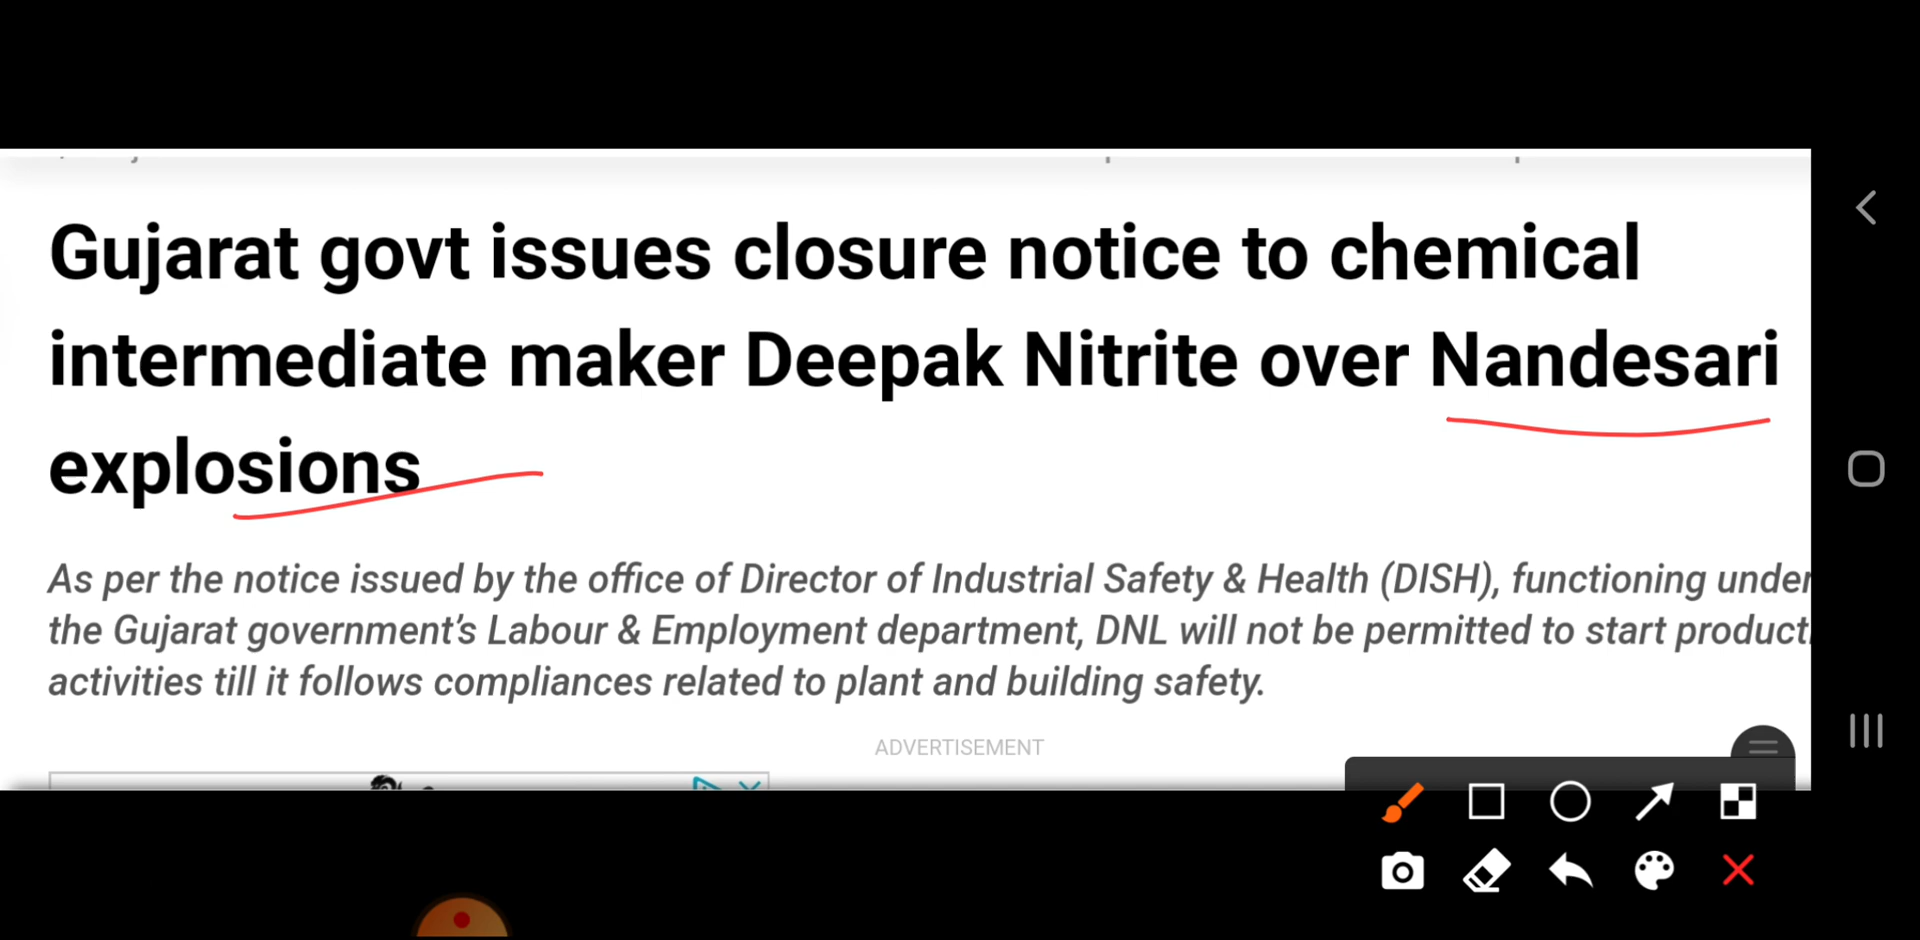 Gujarat govt issues closure notice to chemical
intermediate maker Deepak Nitrite over Nandesari
explosions
As per the notice issued by the office of Director of Industrial Safety & Health (DISH), functioning under
the Gujarat government's Labour & Employment department, DNL will not be permitted to start
activities till it follows compliances related to plant and building safety.
ADVERTISEMENT